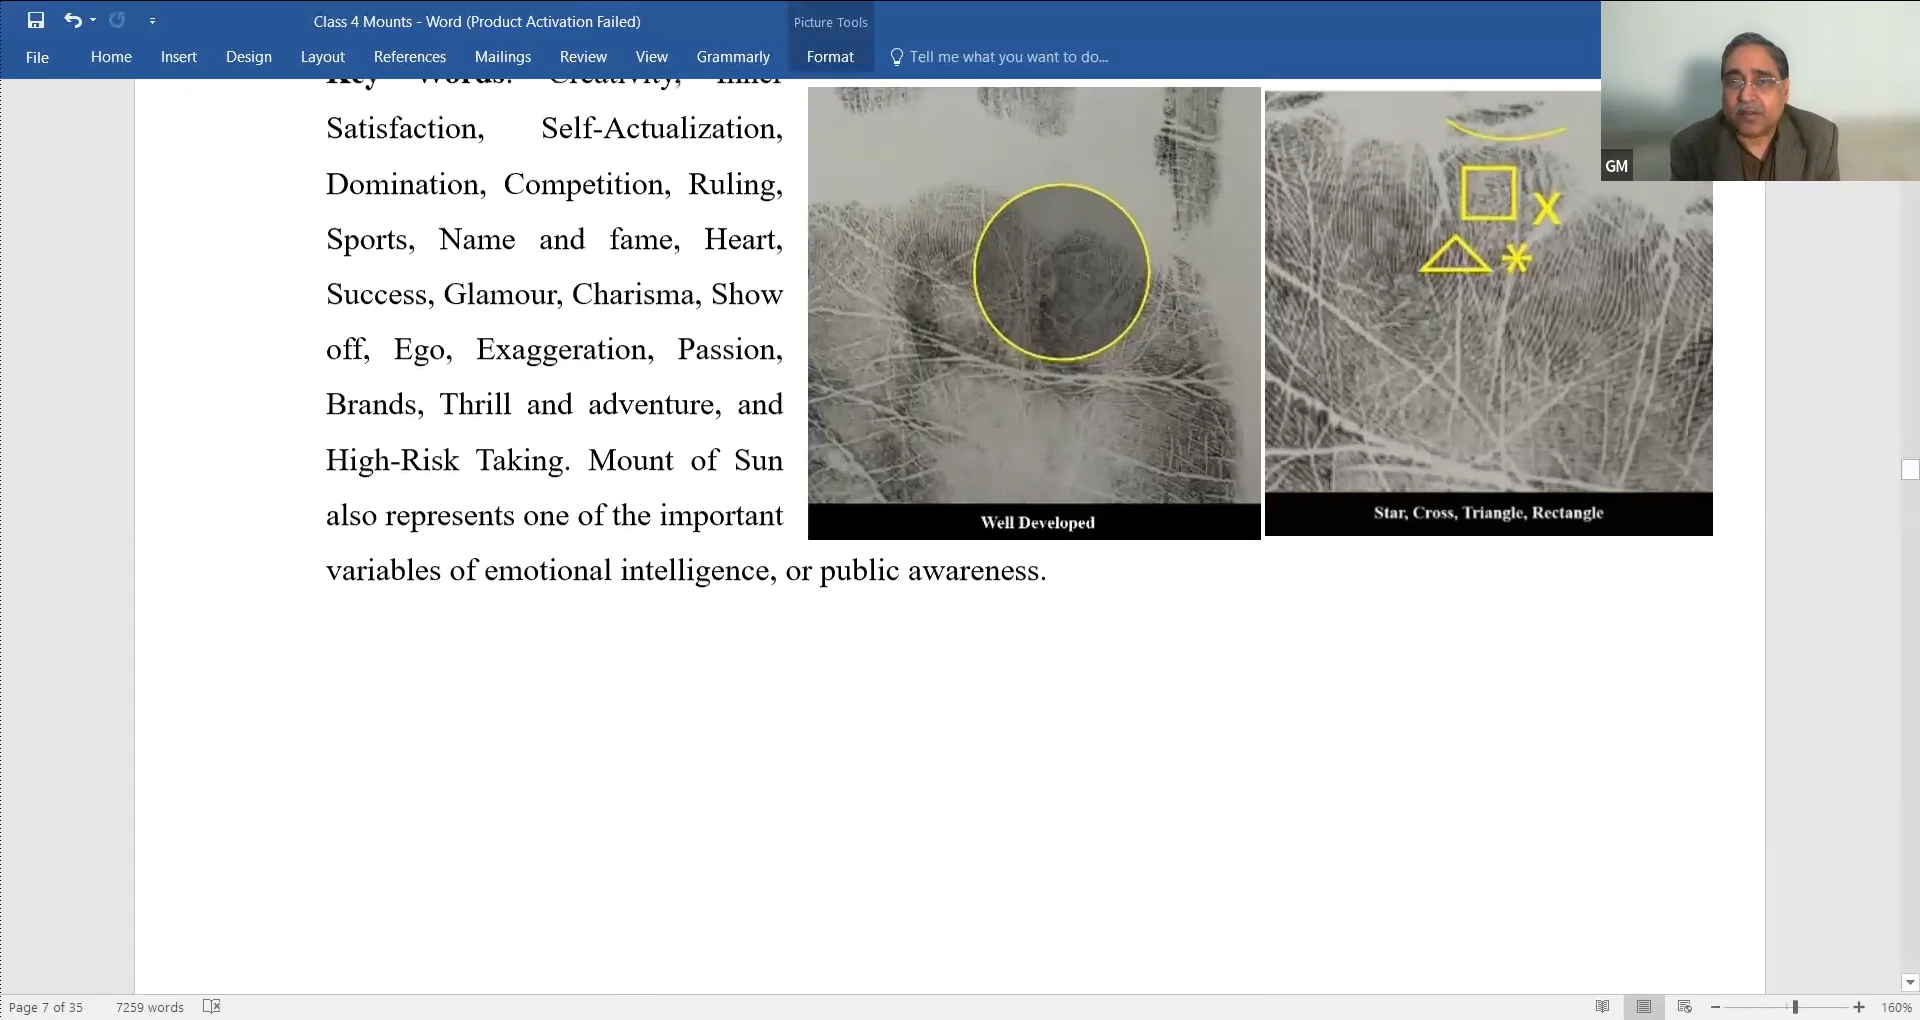 Class 4 Mounts - Word (Product Activation Failed)
Picture Tools
File Home Insert Design Layout References Mailings Review View Grammarly Format Tell me what you want to do...
GM
Key Words: Creativity, Inner
Satisfaction, Self-Actualization,
Domination, Competition, Ruling,
Sports, Name and fame, Heart,
Success, Glamour, Charisma, Show
off, Ego, Exaggeration, Passion,
Brands, Thrill and adventure, and
High-Risk Taking. Mount of Sun
also represents one of the important
variables of emotional intelligence, or public awareness.
X
*
Well Developed
Star, Cross, Triangle, Rectangle
Page 7 of 35 7259 words 160%